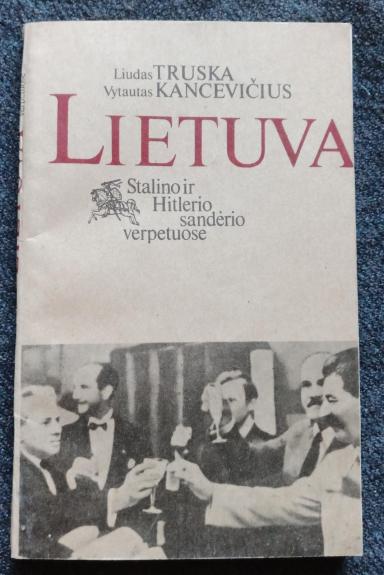 Liudas TRUSKA
Vytautas KANCEVIČIUS
LIETUVA
Stalino ir
Hitlerio
sandėrio
verpetuose